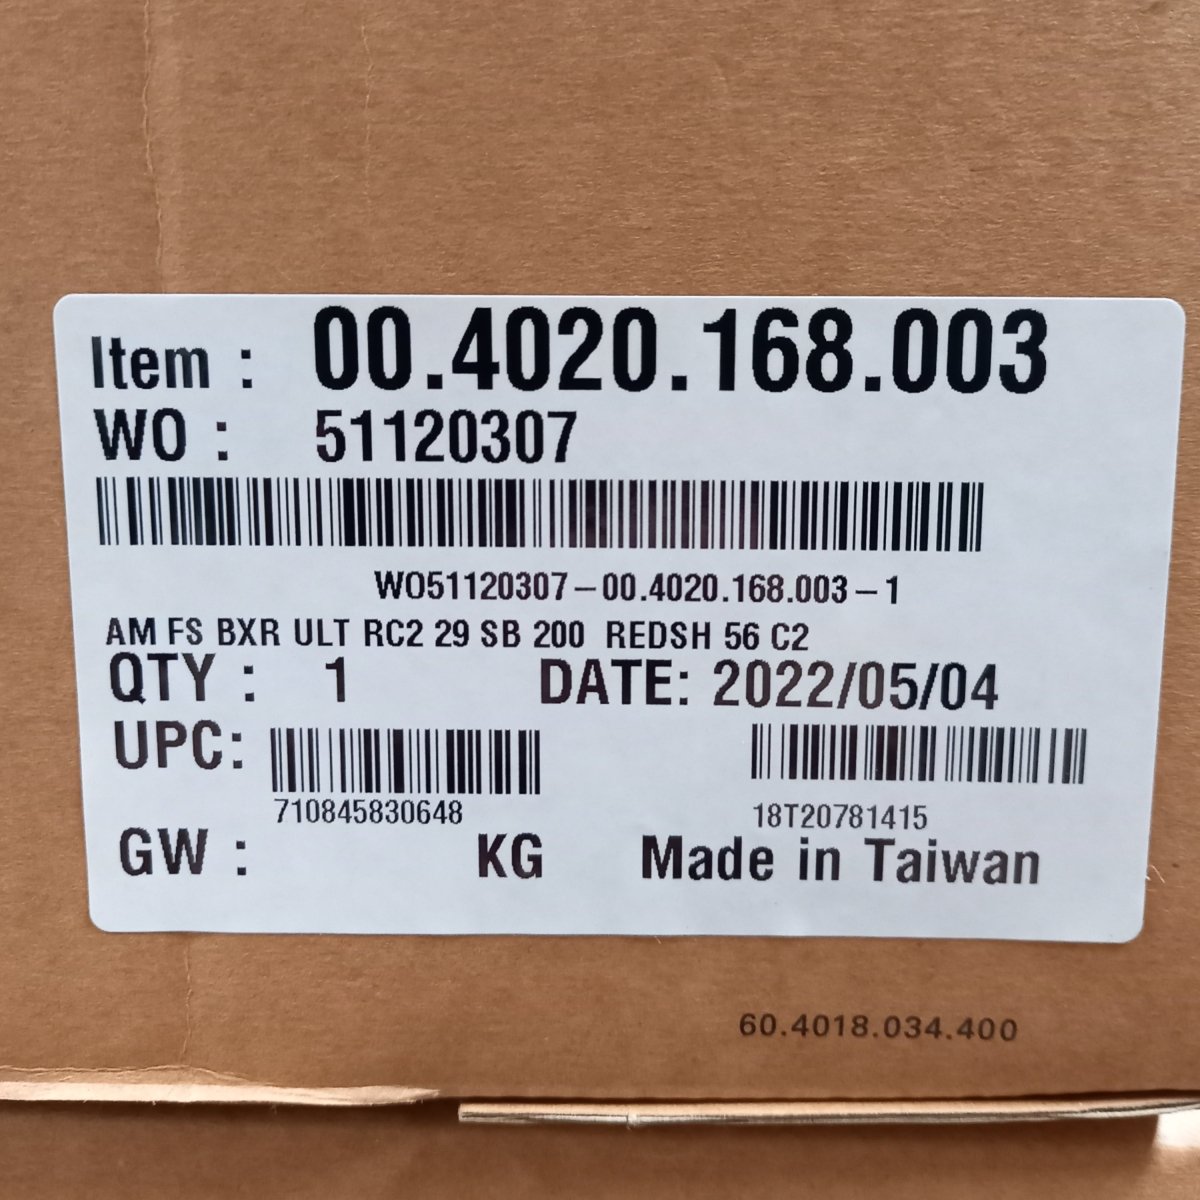 Item : 00.4020.168.003
WO : 51120307
WO51120307-00.4020.168.003-1
AM FS BXR ULT RC2 29 SB 200 REDSH 56 C2
QTY : 1 DATE: 2022/05/04
UPC:
710845830648 18T20781415
GW : KG Made in Taiwan
60.4018.034.400